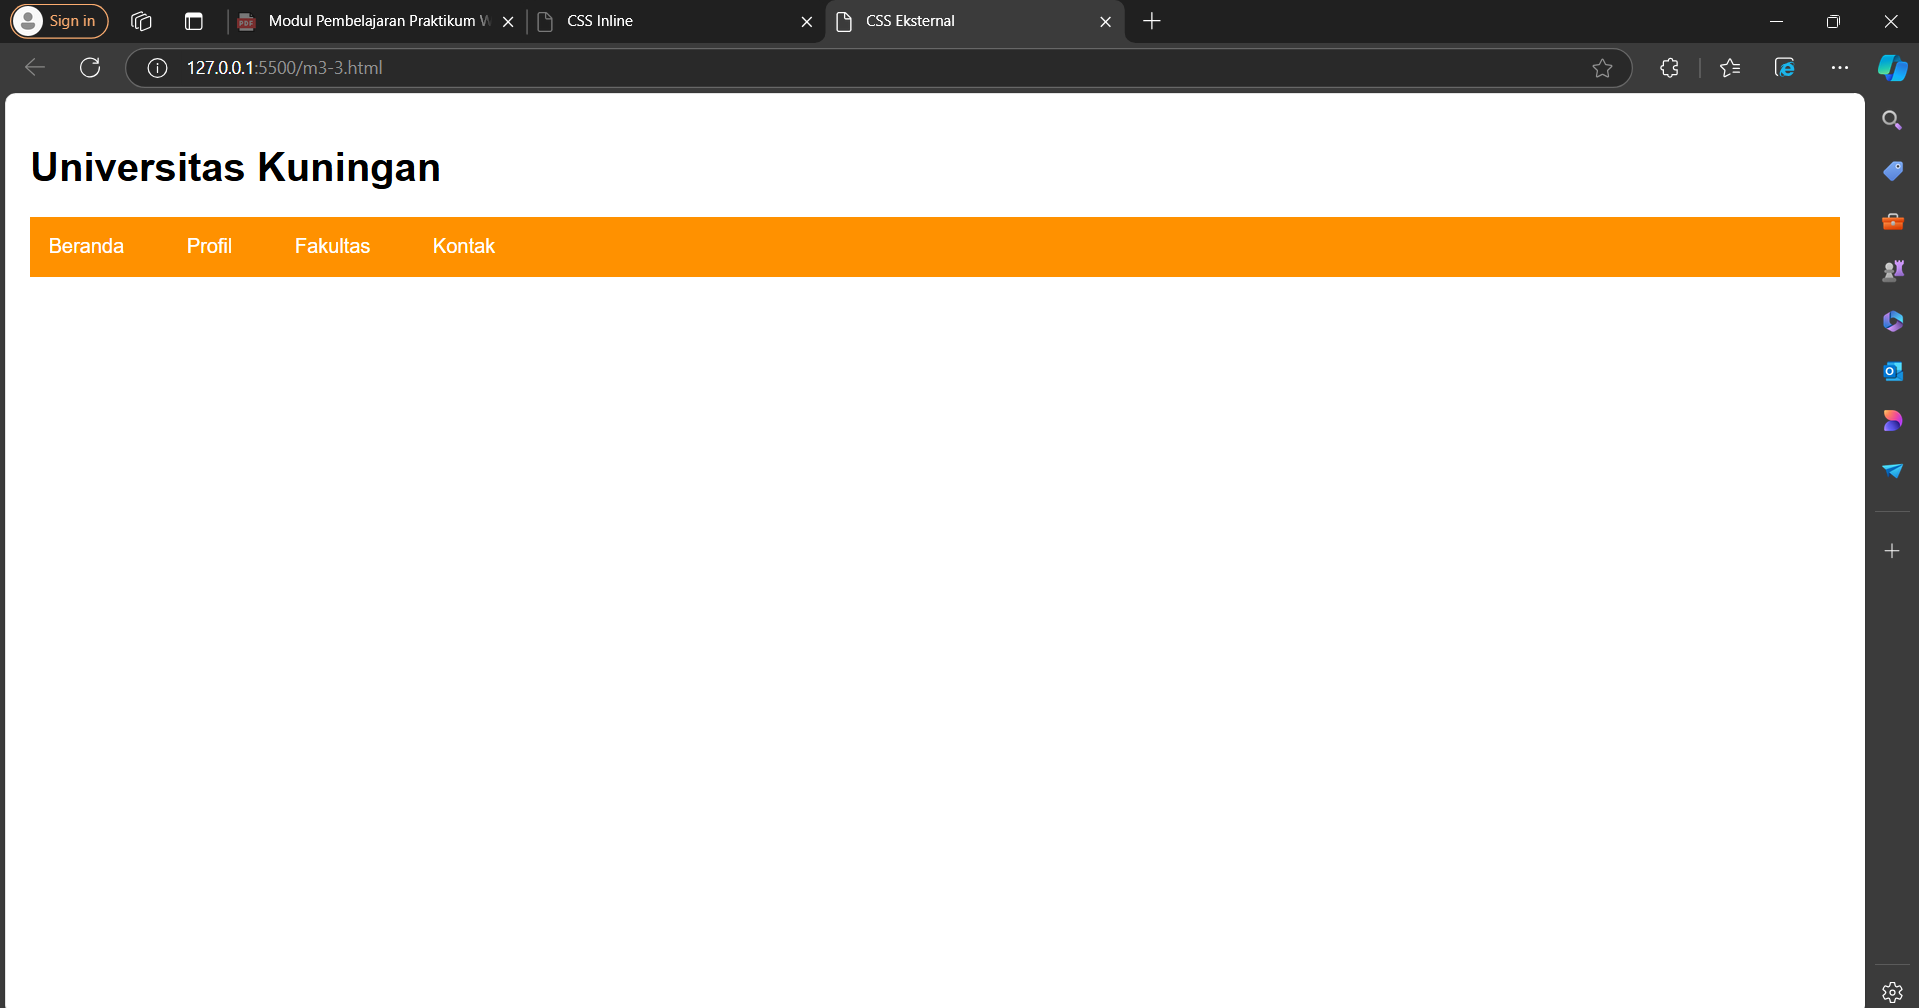 Sign in
Modul Pembelajaran Praktikum W
CSS Inline
CSS Eksternal
127.0.0.1:5500/m3-3.html
Universitas Kuningan
Beranda Profil Fakultas Kontak